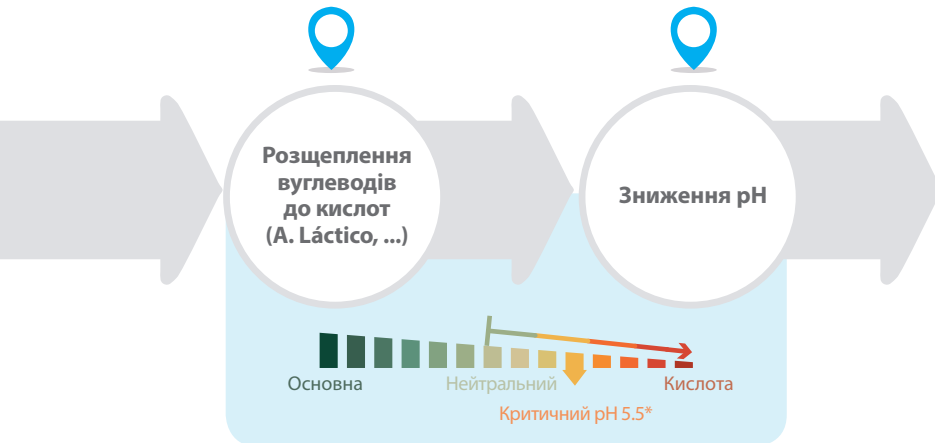 Розщеплення
вуглеводів
до кислот
(A. Láctico, ...)
Зниження pH
Основна
Нейтральний
Кислота
Критичний pH 5.5*